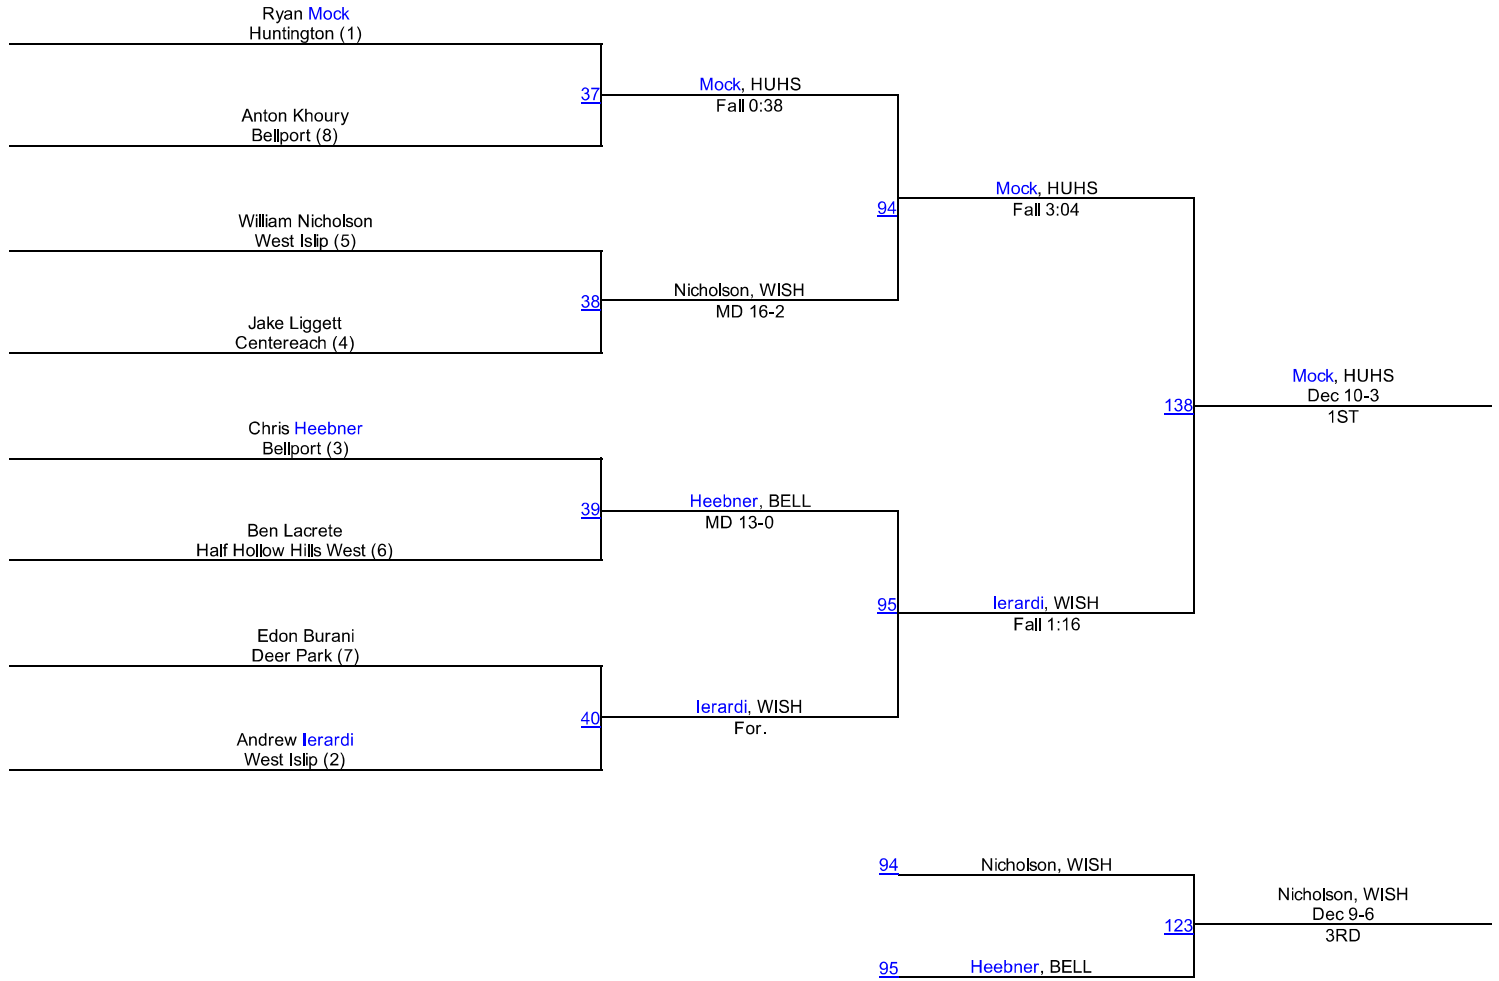 Ryan Mock
Huntington (1)
37
Mock, HUHS
Fall 0:38
Anton Khoury
Bellport (8)
94
Mock, HUHS
Fall 3:04
William Nicholson
West Islip (5)
38
Nicholson, WISH
MD 16-2
Jake Liggett
Centereach (4)
138
Mock, HUHS
Dec 10-3
1ST
Chris Heebner
Bellport (3)
39
Heebner, BELL
MD 13-0
Ben Lacrete
Half Hollow Hills West (6)
95
Ierardi, WISH
Fall 1:16
Edon Burani
Deer Park (7)
40
Ierardi, WISH
For.
Andrew Ierardi
West Islip (2)
94
Nicholson, WISH
123
Nicholson, WISH
Dec 9-6
3RD
95
Heebner, BELL